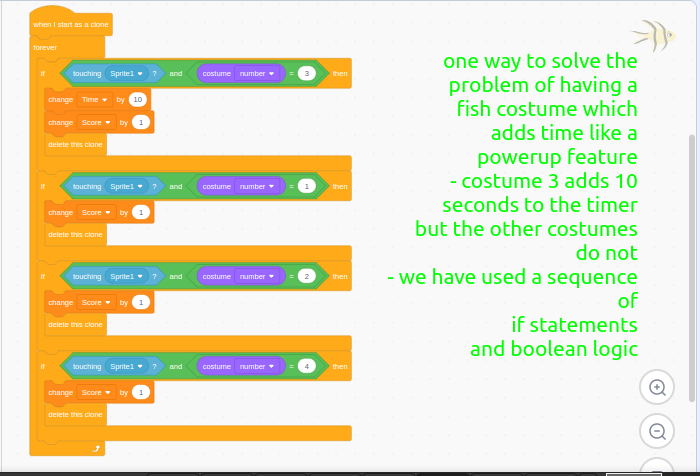 when I start as a clone
forever
if touching Sprite1 ? and costume number = 3 then
change Time by 10
change Score by 1
delete this clone
if touching Sprite1 ? and costume number = 1 then
change Score by 1
delete this clone
if touching Sprite1 ? and costume number = 2 then
change Score by 1
delete this clone
if touching Sprite1 ? and costume number = 4 then
change Score by 1
delete this clone
one way to solve the
problem of having a
fish costume which
adds time like a
powerup feature
- costume 3 adds 10
seconds to the timer
but the other costumes
do not
- we have used a sequence
of
if statements
and boolean logic